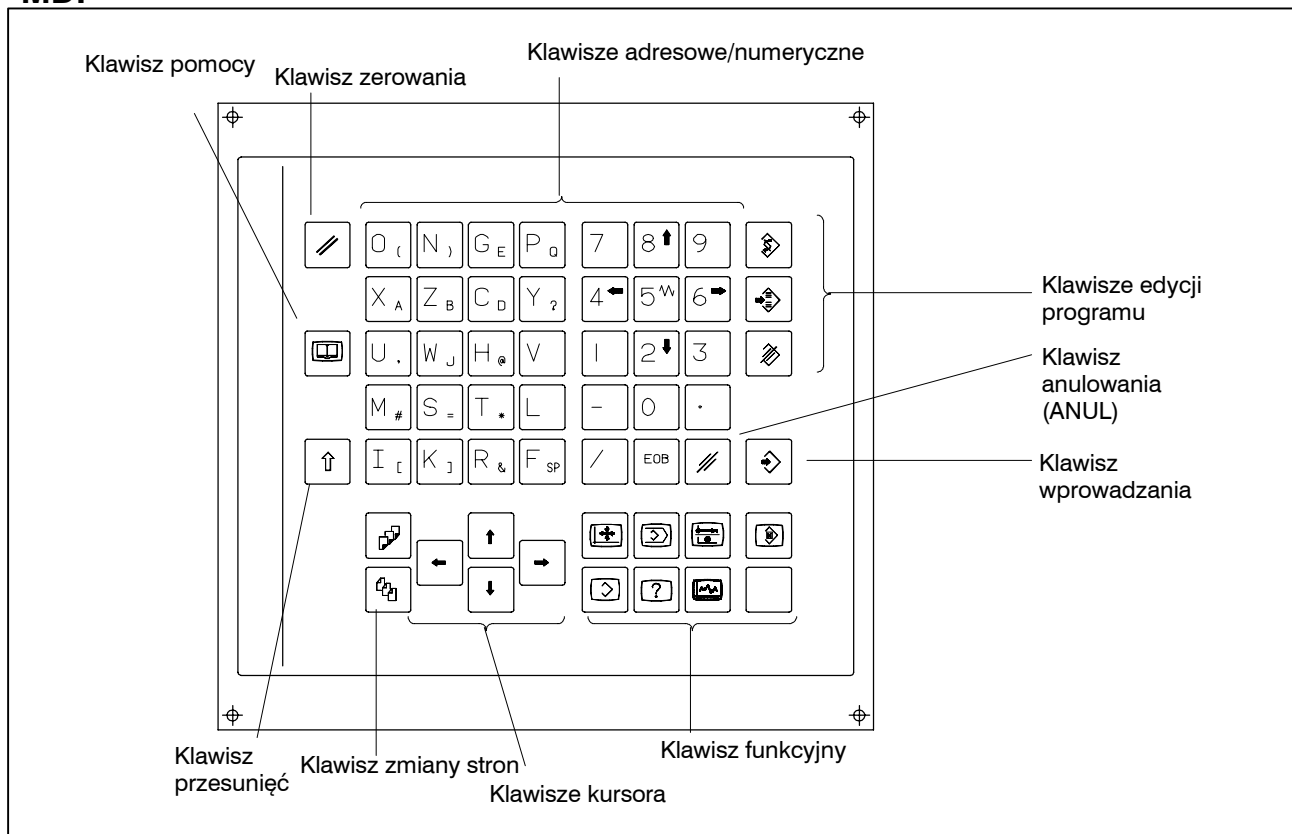 MDI
Klawisze adresowe/numeryczne
Klawisz pomocy
Klawisz zerowania
O ( N ) G E P Q 7 8 9
X A Z B C D Y ? 4 5 6
U , W J H @ V 1 2 3
M # S = T * L - 0 .
I [ K ] R & F SP / EOB
?
Klawisze edycji
programu
Klawisz
anulowania
(ANUL)
Klawisz
wprowadzania
Klawisz
przesunięć
Klawisz zmiany stron
Klawisze kursora
Klawisz funkcyjny